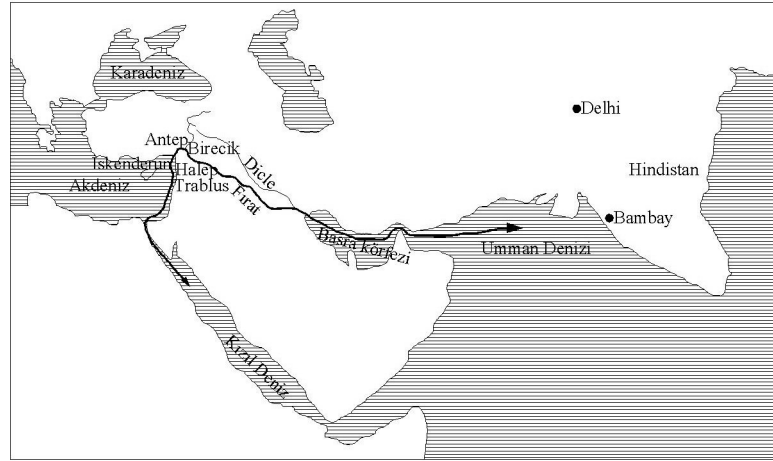 Karadeniz
Delhi
Antep
Birecik
İskenderun
Halep
Dicle
Hindistan
Akdeniz
Trablus
Fırat
Bambay
Basra körfezi
Umman Denizi
Kızıl Deniz